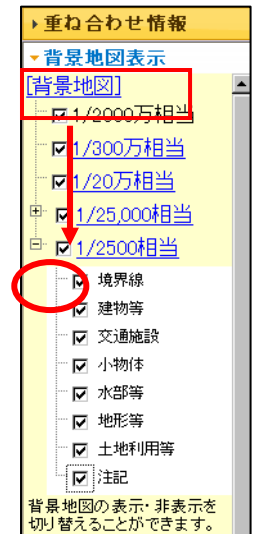 重ね合わせ情報
背景地図表示
[背景地図]
1/2000万相当
1/300万相当
1/20万相当
1/25,000相当
1/2500相当
境界線
建物等
交通施設
小物体
水部等
地形等
土地利用等
注記
背景地図の表示・非表示を
切り替えることができます。